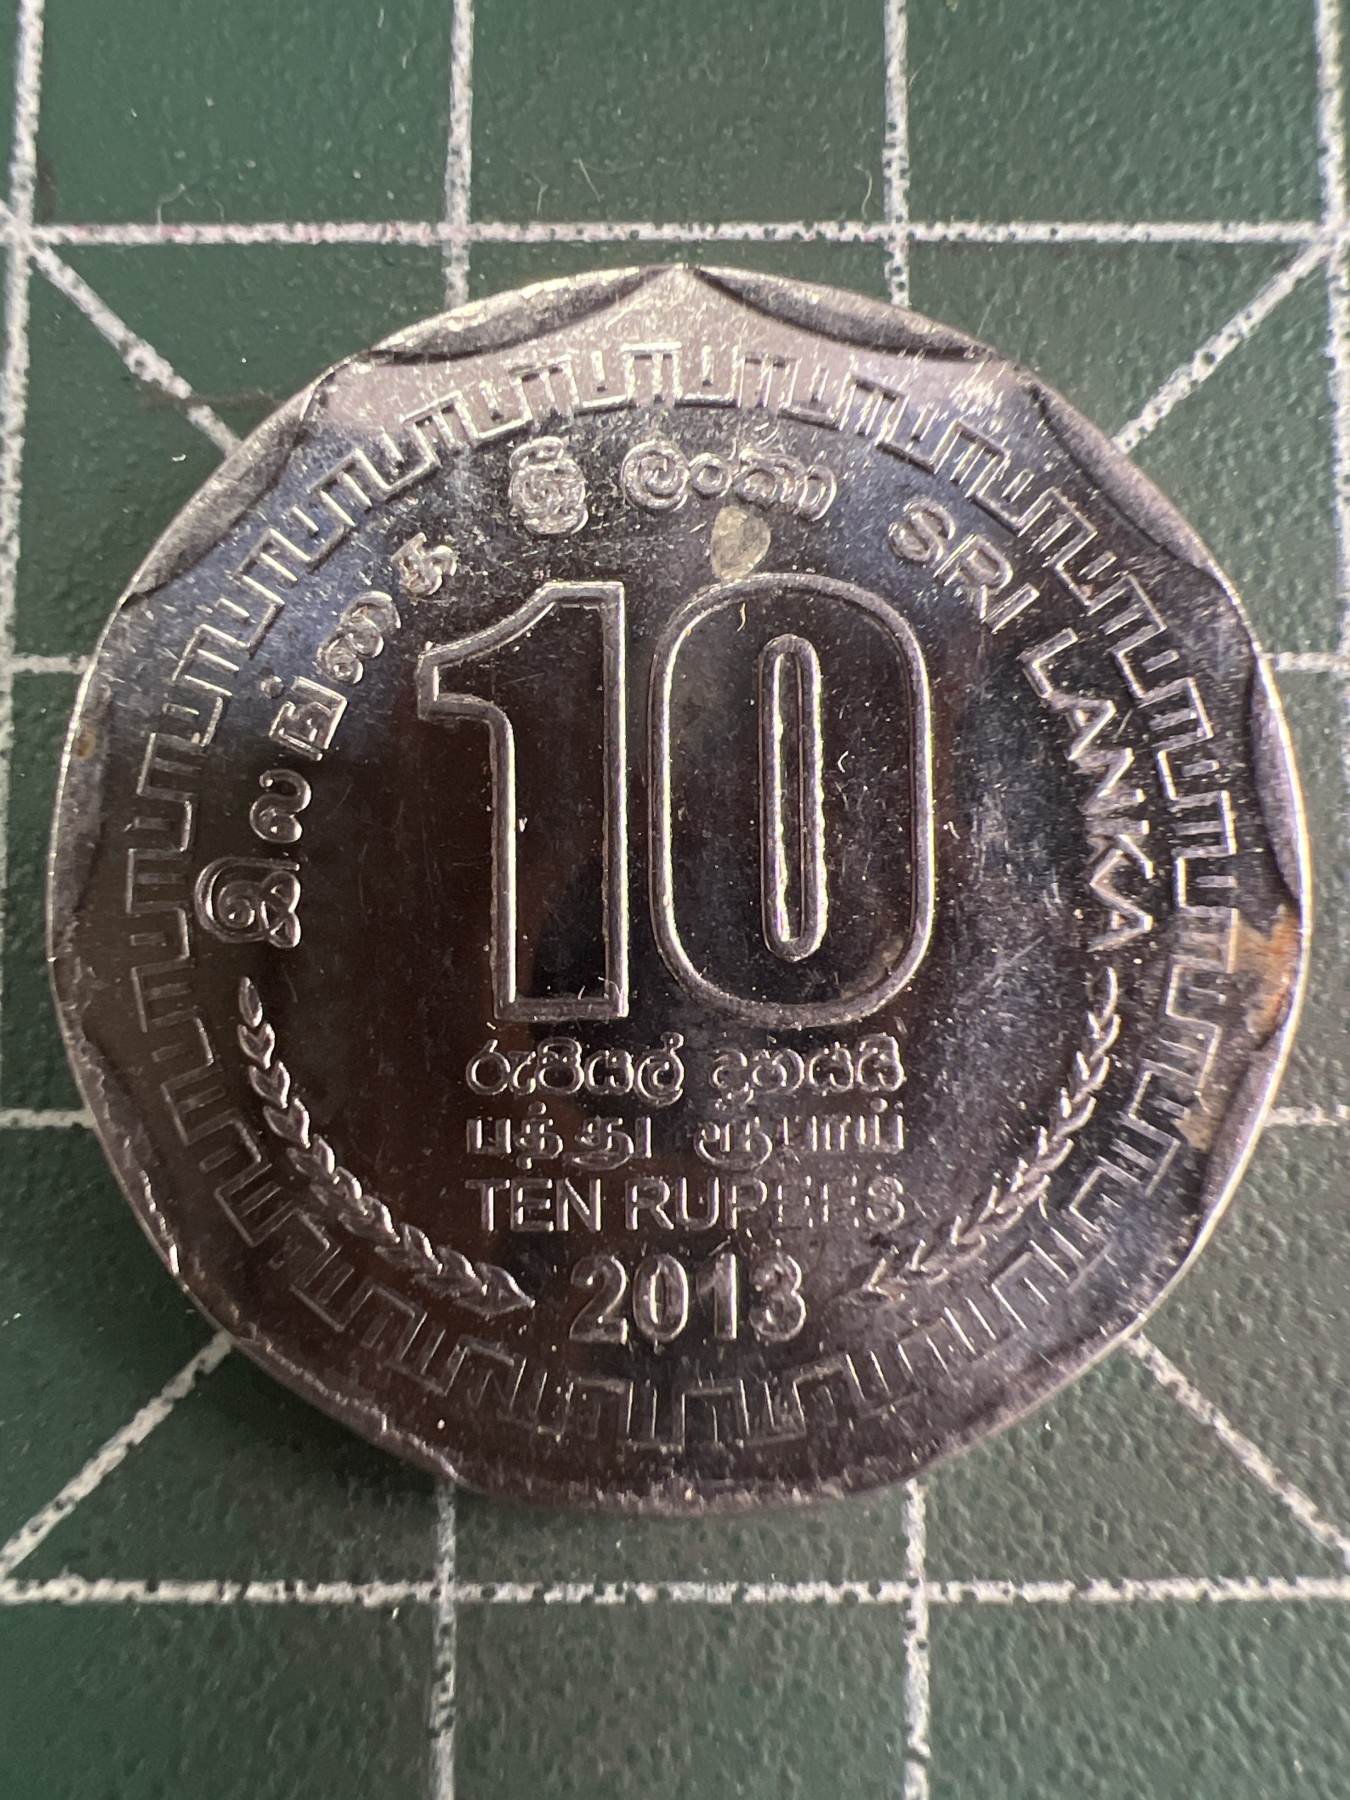 ශ්‍රී ලංකා
இலங்கை
SRI LANKA
10
රුපියල් දහයයි
பத்து ரூபாய்
TEN RUPEES
2013